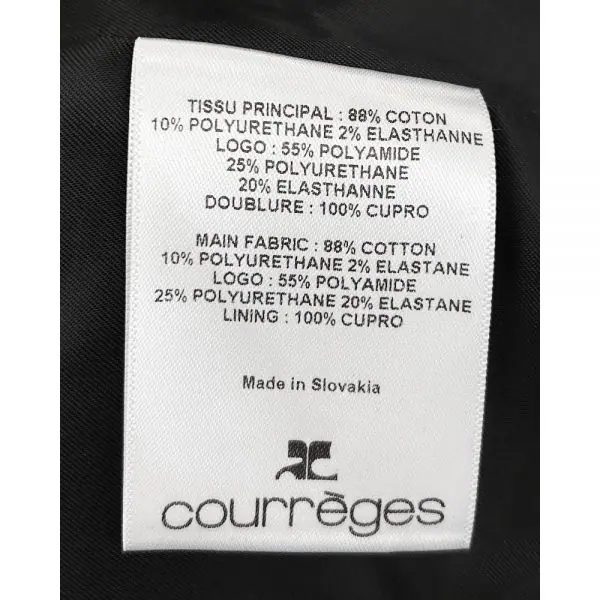 TISSU PRINCIPAL : 88% COTON
10% POLYURETHANE 2% ELASTHANNE
LOGO : 55% POLYAMIDE
25% POLYURETHANE
20% ELASTHANNE
DOUBLURE : 100% CUPRO
MAIN FABRIC : 88% COTTON
10% POLYURETHANE 2% ELASTANE
LOGO : 55% POLYAMIDE
25% POLYURETHANE 20% ELASTANE
LINING : 100% CUPRO
Made in Slovakia
courrèges